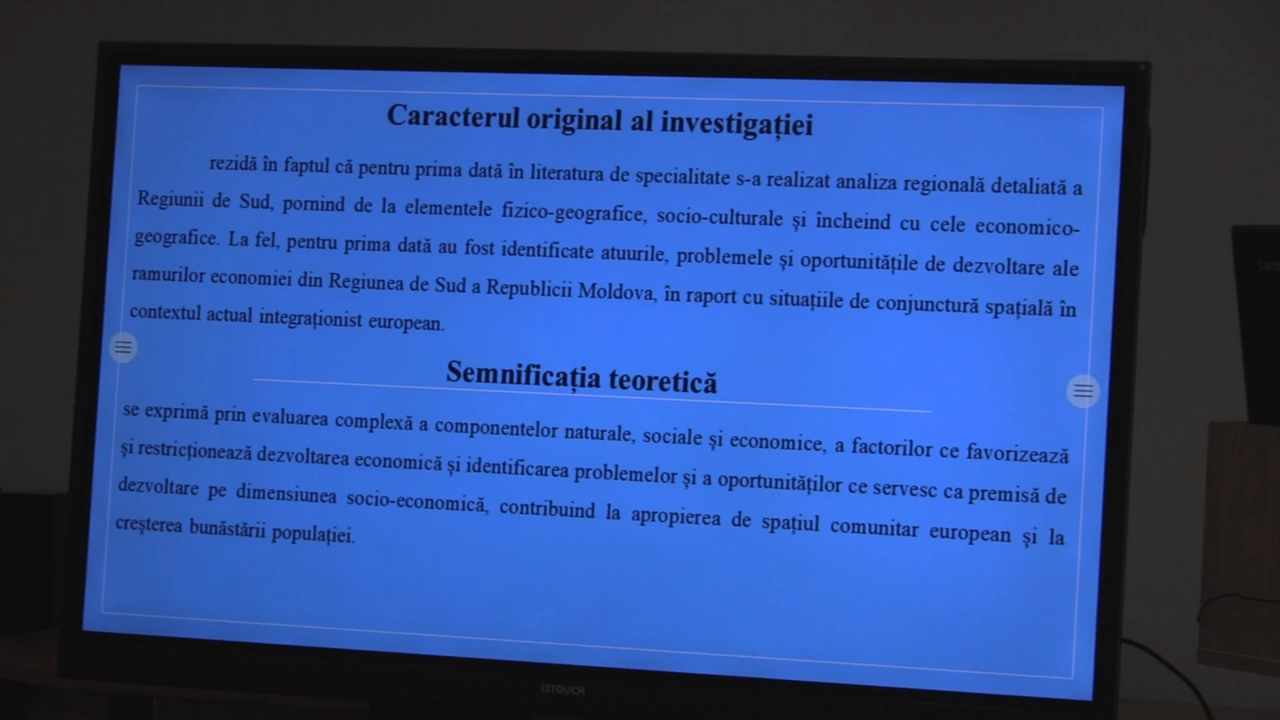 Caracterul original al investigației
rezidă în faptul că pentru prima dată în literatura de specialitate s-a realizat analiza regională detaliată a
Regiunii de Sud, pornind de la elementele fizico-geografice, socio-culturale și încheind cu cele economico-
geografice. La fel, pentru prima dată au fost identificate atuurile, problemele și oportunitățile de dezvoltare ale
ramurilor economiei din Regiunea de Sud a Republicii Moldova, în raport cu situațiile de conjunctură spațială în
contextul actual integraționist european.
Semnificația teoretică
se exprimă prin evaluarea complexă a componentelor naturale, sociale și economice, a factorilor ce favorizează
și restricționează dezvoltarea economică și identificarea problemelor și a oportunităților ce servesc ca premisă de
dezvoltare pe dimensiunea socio-economică, contribuind la apropierea de spațiul comunitar european și la
creșterea bunăstării populației.
i3TOUCH